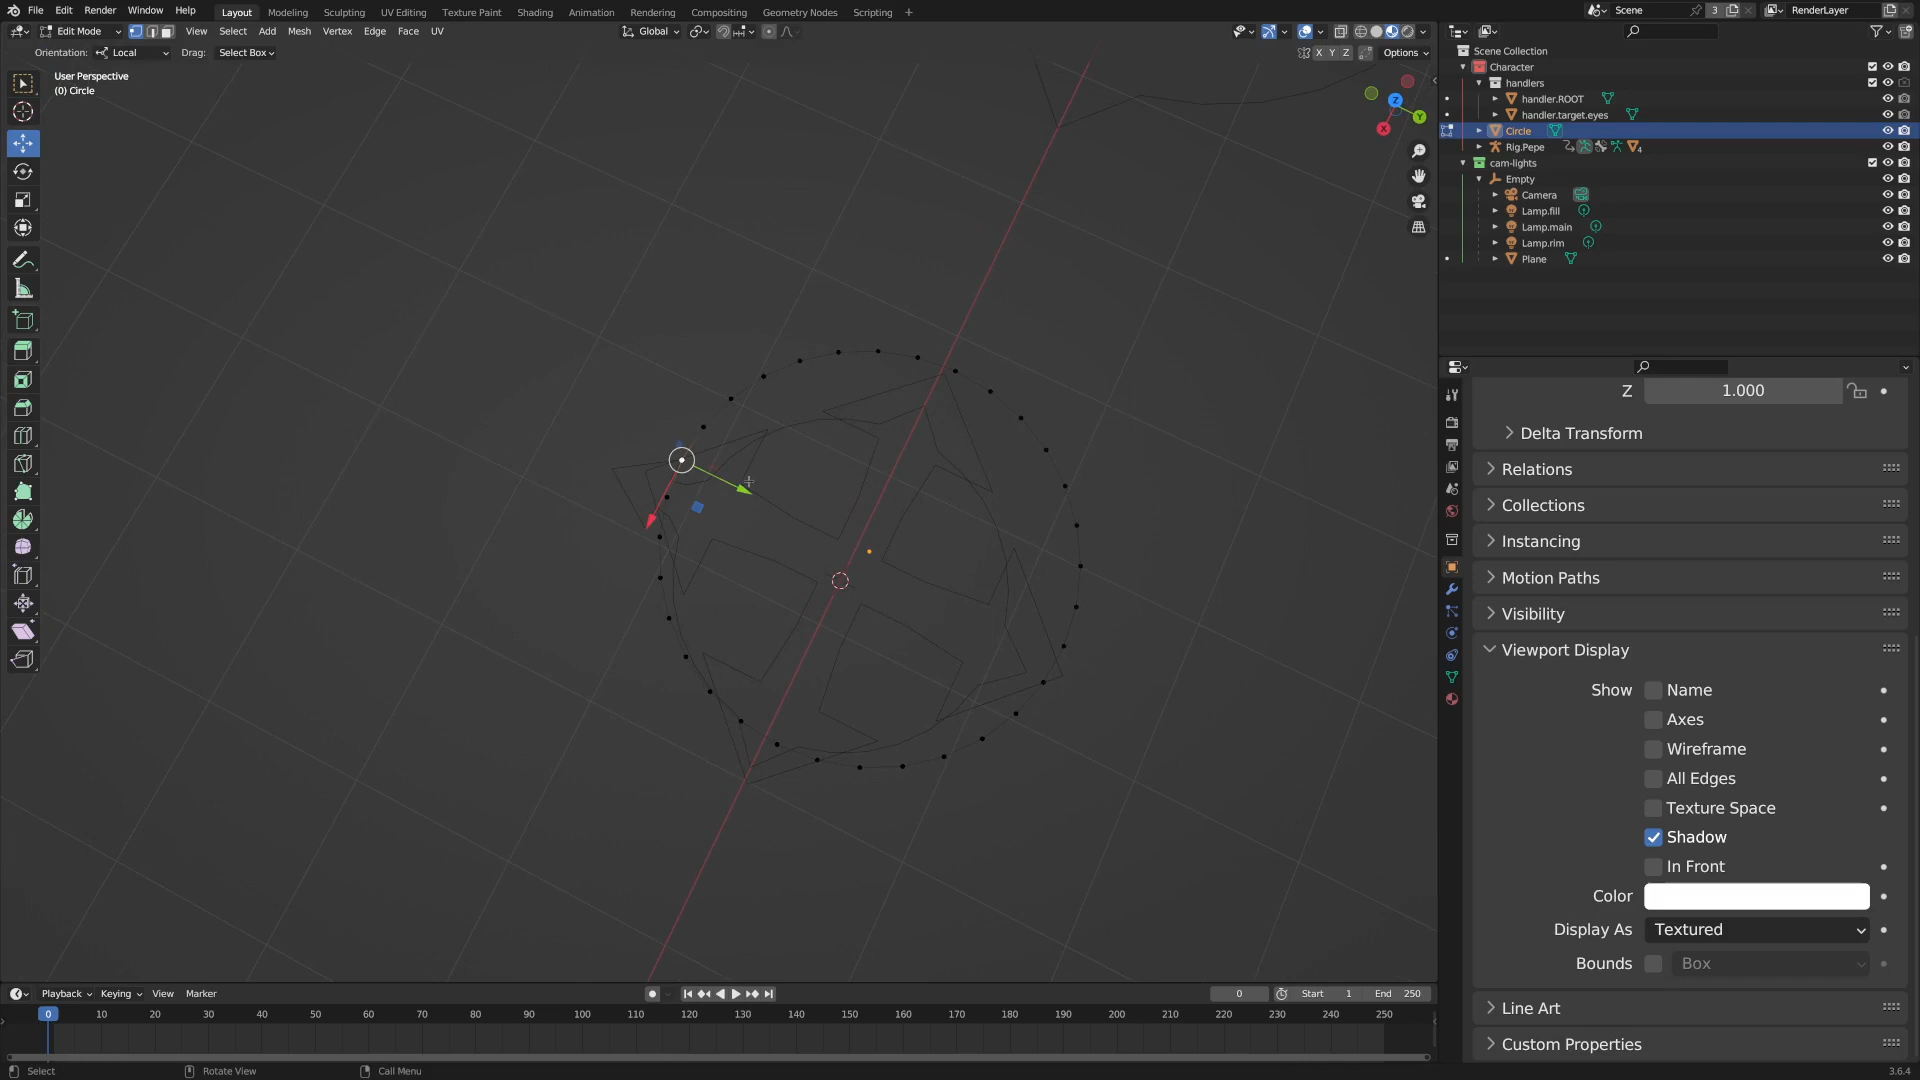 File Edit Render Window Help Layout Modeling Sculpting UV Editing Texture Paint Shading Animation Rendering Compositing Geometry Nodes Scripting + Scene 3 RenderLayer
Edit Mode View Select Add Mesh Vertex Edge Face UV Global
Orientation: Local Drag: Select Box X Y Z Options
User Perspective
(0) Circle
Z
Y
X
Scene Collection
Character
handlers
handler.ROOT
handler.target.eyes
Circle
Rig.Pepe 4
cam-lights
Empty
Camera
Lamp.fill
Lamp.main
Lamp.rim
Plane
Z 1.000
Delta Transform
Relations
Collections
Instancing
Motion Paths
Visibility
Viewport Display
Show Name
Axes
Wireframe
All Edges
Texture Space
Shadow
In Front
Color
Display As Textured
Bounds Box
Line Art
Custom Properties
Playback Keying View Marker 0 Start 1 End 250
0 10 20 30 40 50 60 70 80 90 100 110 120 130 140 150 160 170 180 190 200 210 220 230 240 250
Select Rotate View Call Menu 3.6.4